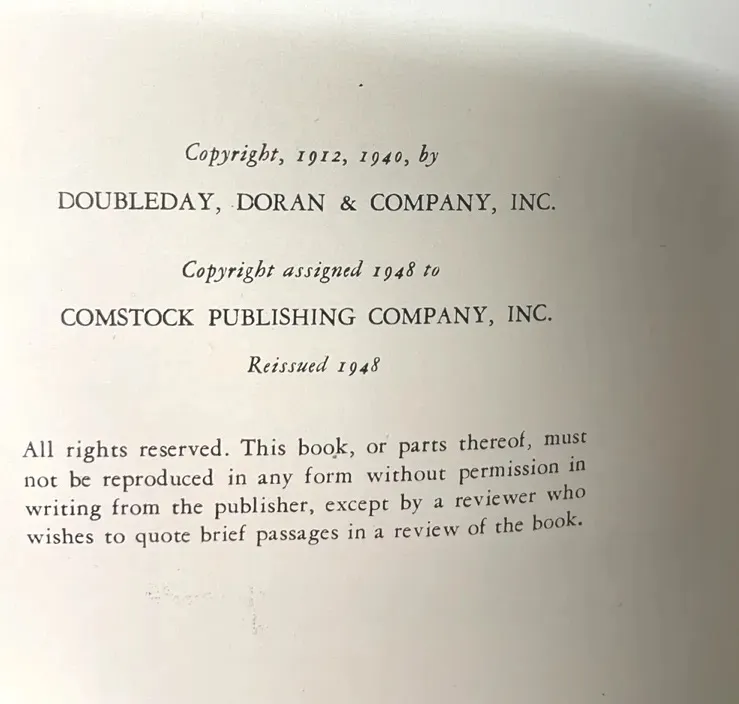 Copyright, 1912, 1940, by
DOUBLEDAY, DORAN & COMPANY, INC.
Copyright assigned 1948 to
COMSTOCK PUBLISHING COMPANY, INC.
Reissued 1948
All rights reserved. This book, or parts thereof, must
not be reproduced in any form without permission in
writing from the publisher, except by a reviewer who
wishes to quote brief passages in a review of the book.